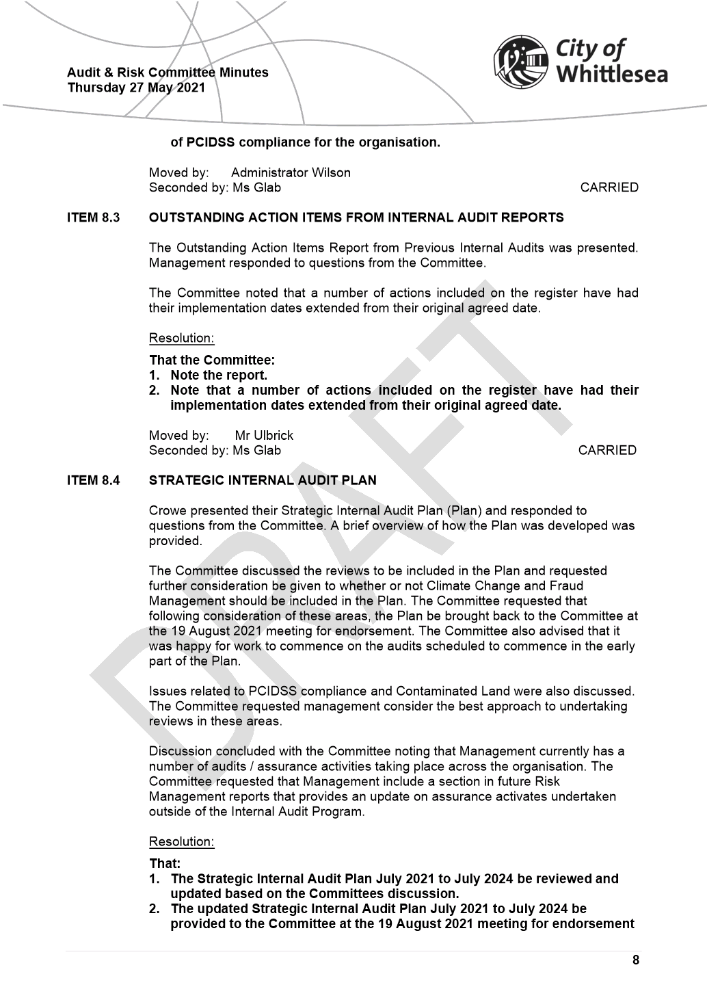 Audit & Risk Committee Minutes
Thursday 27 May 2021
City of
Whittlesea
of PCIDSS compliance for the organisation.
Moved by: Administrator Wilson
Seconded by: Ms Glab CARRIED
ITEM 8.3 OUTSTANDING ACTION ITEMS FROM INTERNAL AUDIT REPORTS
The Outstanding Action Items Report from Previous Internal Audits was presented.
Management responded to questions from the Committee.
The Committee noted that a number of actions included on the register have had
their implementation dates extended from their original agreed date.
Resolution:
That the Committee:
1. Note the report.
2. Note that a number of actions included on the register have had their
implementation dates extended from their original agreed date.
Moved by: Mr Ulbrick
Seconded by: Ms Glab CARRIED
ITEM 8.4 STRATEGIC INTERNAL AUDIT PLAN
Crowe presented their Strategic Internal Audit Plan (Plan) and responded to
questions from the Committee. A brief overview of how the Plan was developed was
provided.
The Committee discussed the reviews to be included in the Plan and requested
further consideration be given to whether or not Climate Change and Fraud
Management should be included in the Plan. The Committee requested that
following consideration of these areas, the Plan be brought back to the Committee at
the 19 August 2021 meeting for endorsement. The Committee also advised that it
was happy for work to commence on the audits scheduled to commence in the early
part of the Plan.
Issues related to PCIDSS compliance and Contaminated Land were also discussed.
The Committee requested management consider the best approach to undertaking
reviews in these areas.
Discussion concluded with the Committee noting that Management currently has a
number of audits / assurance activities taking place across the organisation. The
Committee requested that Management include a section in future Risk
Management reports that provides an update on assurance activates undertaken
outside of the Internal Audit Program.
Resolution:
That:
1. The Strategic Internal Audit Plan July 2021 to July 2024 be reviewed and
updated based on the Committees discussion.
2. The updated Strategic Internal Audit Plan July 2021 to July 2024 be
provided to the Committee at the 19 August 2021 meeting for endorsement
8
DRAFT